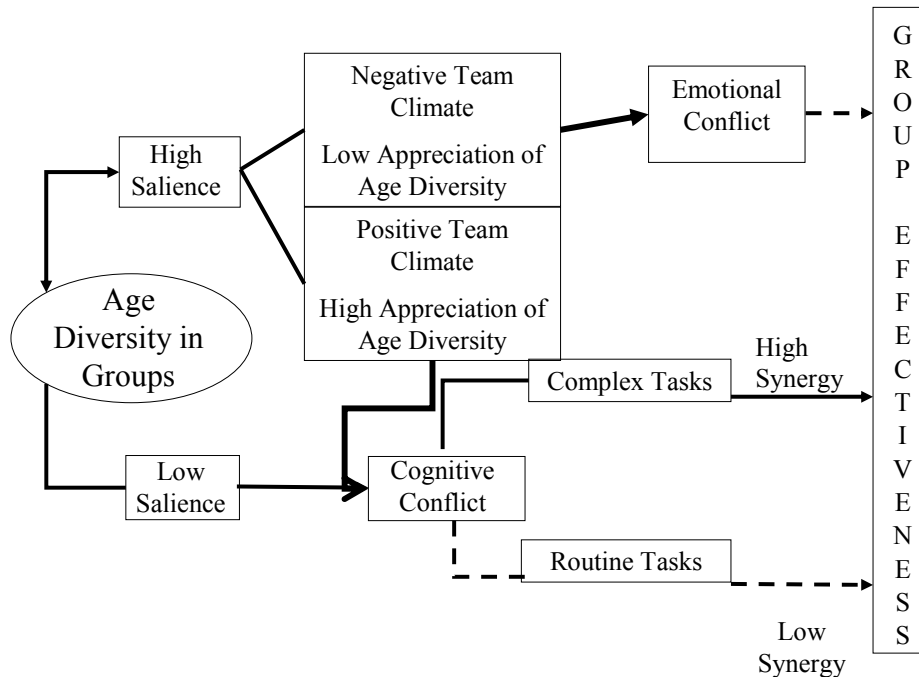 Negative Team
Climate
Low Appreciation of
Age Diversity
Emotional
Conflict
High
Salience
Positive Team
Climate
High Appreciation of
Age Diversity
Age
Diversity in
Groups
Complex Tasks
High
Synergy
Low
Salience
Cognitive
Conflict
Routine Tasks
Low
Synergy
G
R
O
U
P
E
F
F
E
C
T
I
V
E
N
E
S
S